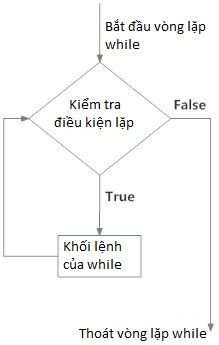 Bắt đầu vòng lặp
while
Kiểm tra
điều kiện lặp
False
True
Khối lệnh
của while
Thoát vòng lặp while